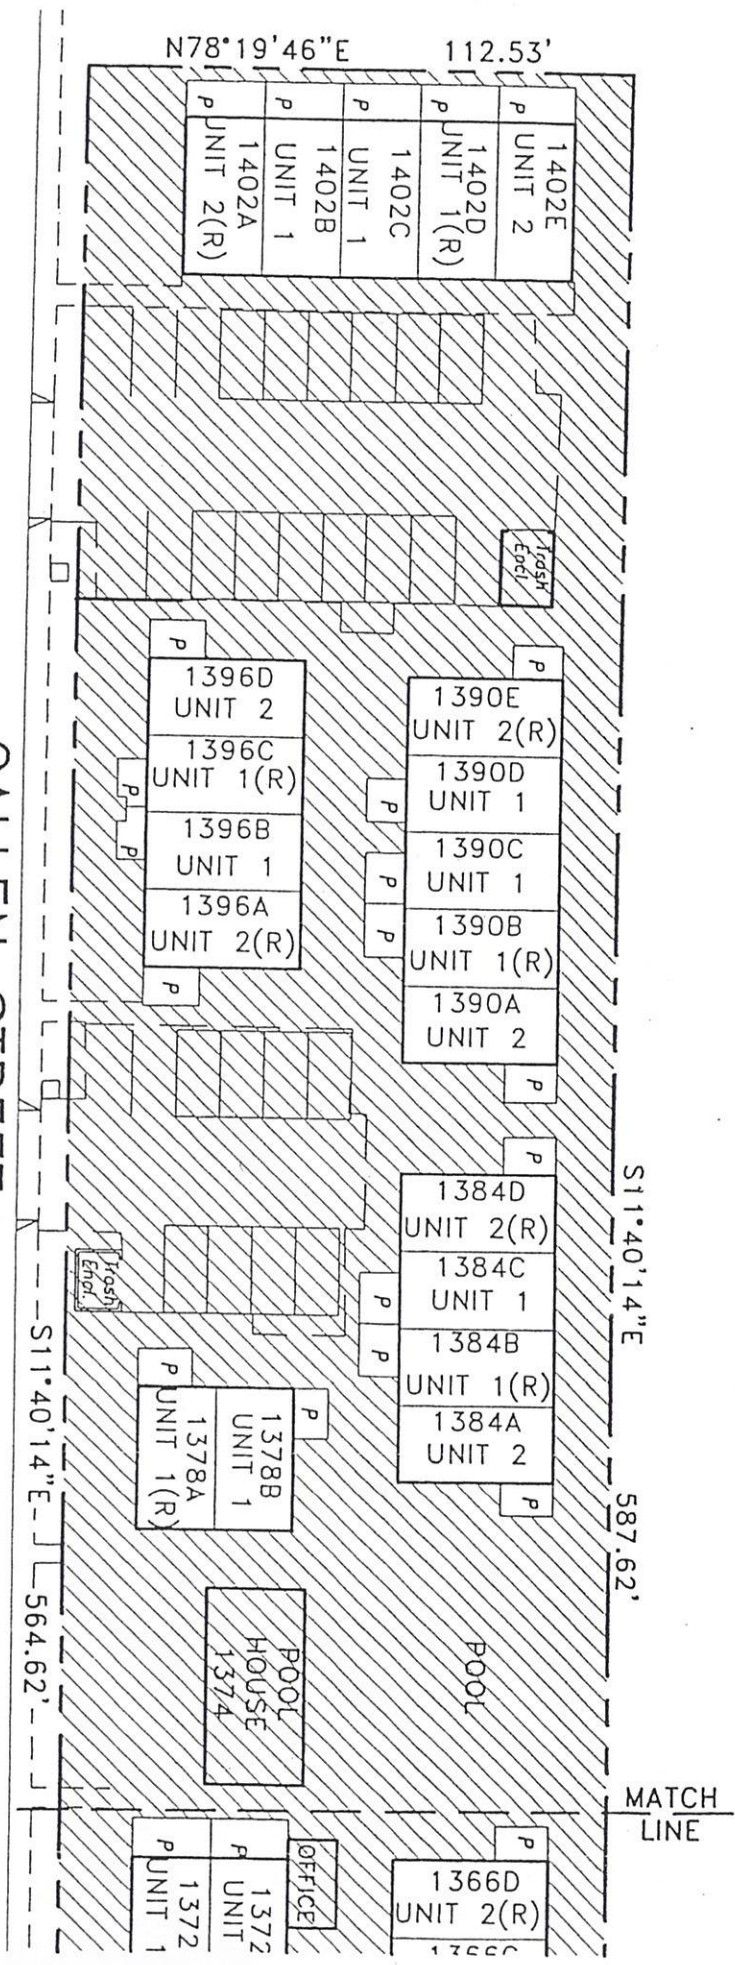 N78°19'46"E 112.53'
P
P
P
P
P
1402A
UNIT 2(R)
1402B
UNIT 1
1402C
UNIT 1
1402D
UNIT 1(R)
1402E
UNIT 2
Trash
Encl
P
1396D
UNIT 2
1396C
UNIT 1(R)
P
1396B
UNIT 1
P
1396A
UNIT 2(R)
P
P
1390E
UNIT 2(R)
1390D
UNIT 1
P
1390C
UNIT 1
P
1390B
UNIT 1(R)
P
1390A
UNIT 2
P
P
1384D
UNIT 2(R)
1384C
UNIT 1
P
1384B
UNIT 1(R)
P
1384A
UNIT 2
P
S11°40'14"E
587.62'
Trash
Encl.
P
P
1378B
UNIT 1
1378A
UNIT 1(R)
S11°40'14"E
564.62'
POOL
HOUSE
1374
POOL
MATCH
LINE
P
P
1372
UNIT
1372
UNIT 1
OFFICE
P
1366D
UNIT 2(R)